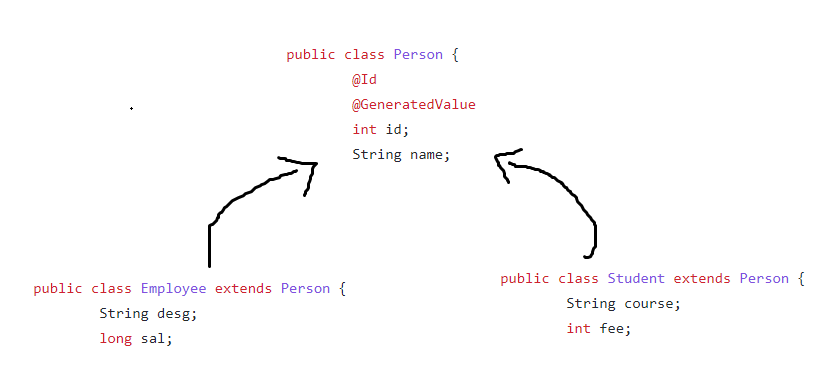 public class Person {
@Id
@GeneratedValue
int id;
String name;
public class Employee extends Person {
String desg;
long sal;
public class Student extends Person {
String course;
int fee;